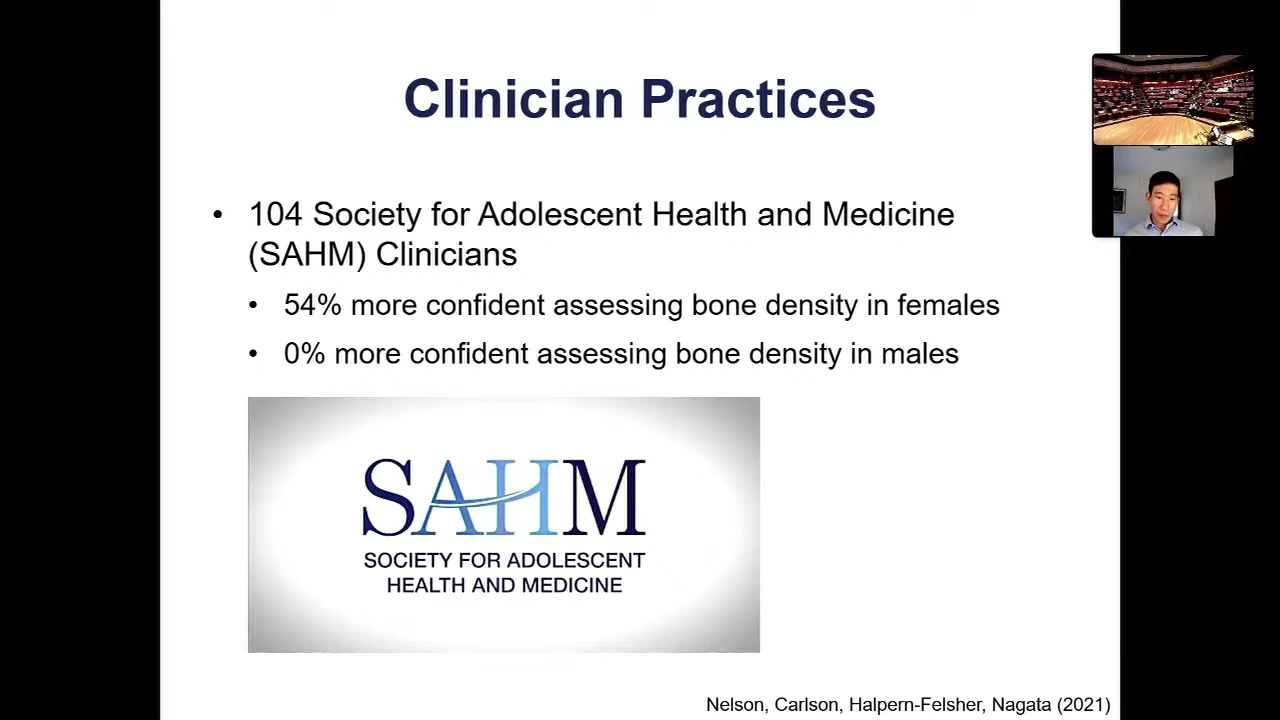 Clinician Practices
• 104 Society for Adolescent Health and Medicine
(SAHM) Clinicians
• 54% more confident assessing bone density in females
• 0% more confident assessing bone density in males
SAHM
SOCIETY FOR ADOLESCENT
HEALTH AND MEDICINE
Nelson, Carlson, Halpern-Felsher, Nagata (2021)